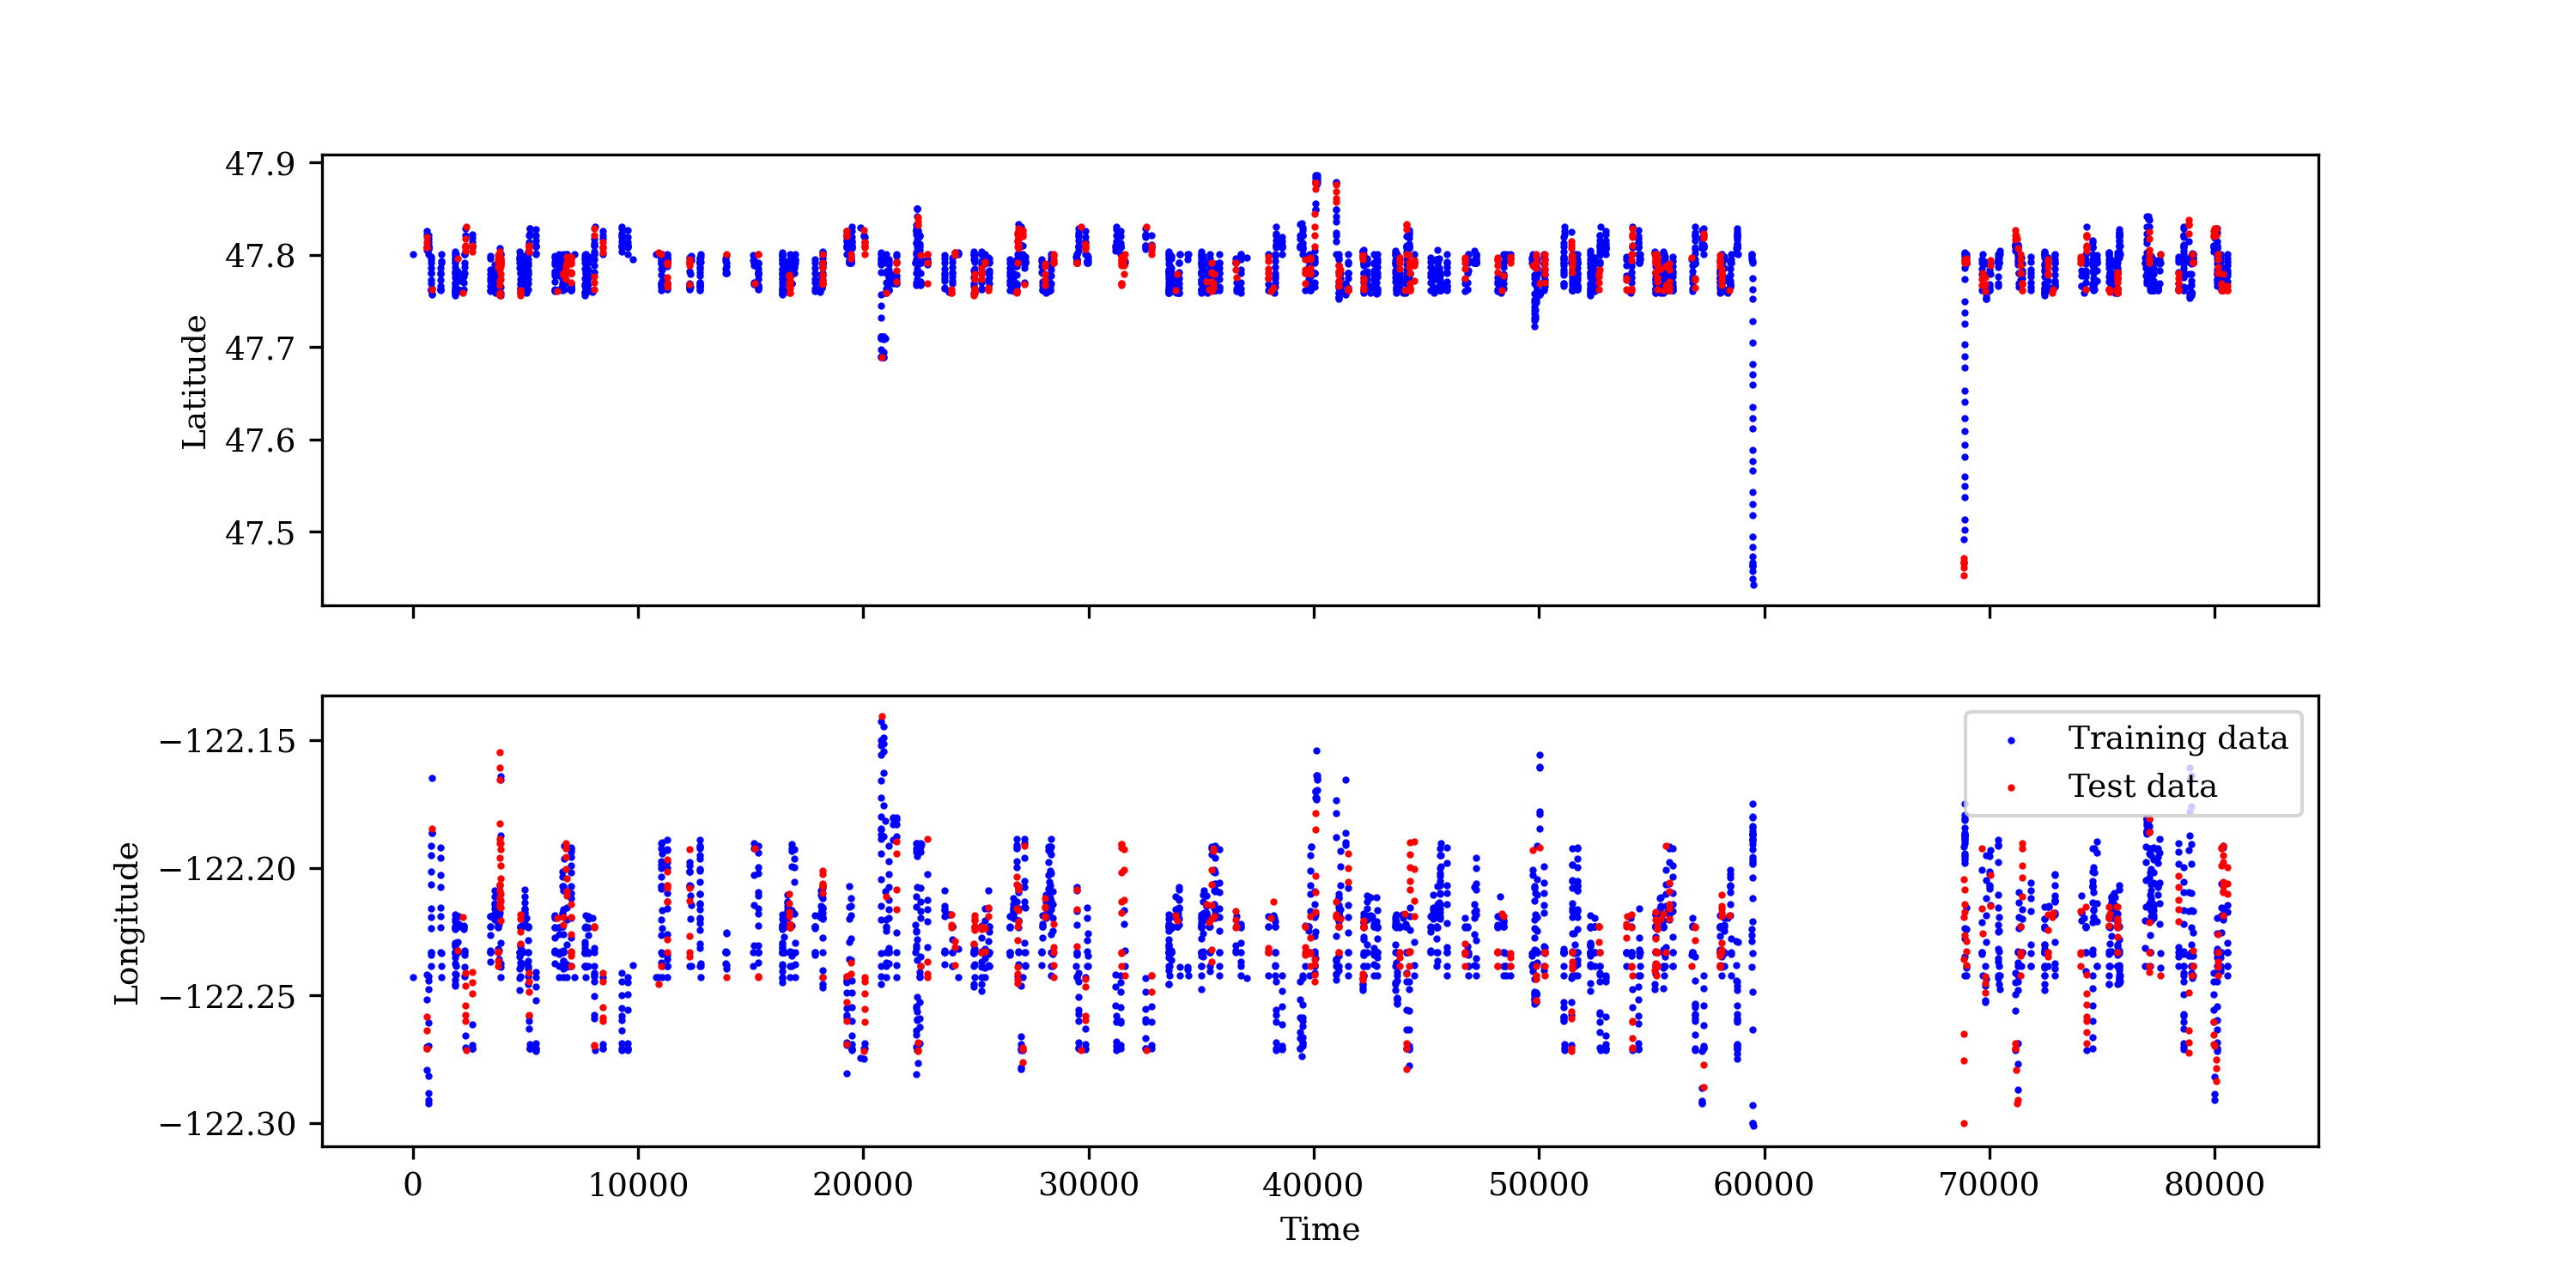 47.9
47.8
47.7
47.6
47.5
Latitude
−122.15
−122.20
−122.25
−122.30
Longitude
Training data
Test data
0 10000 20000 30000 40000 50000 60000 70000 80000
Time